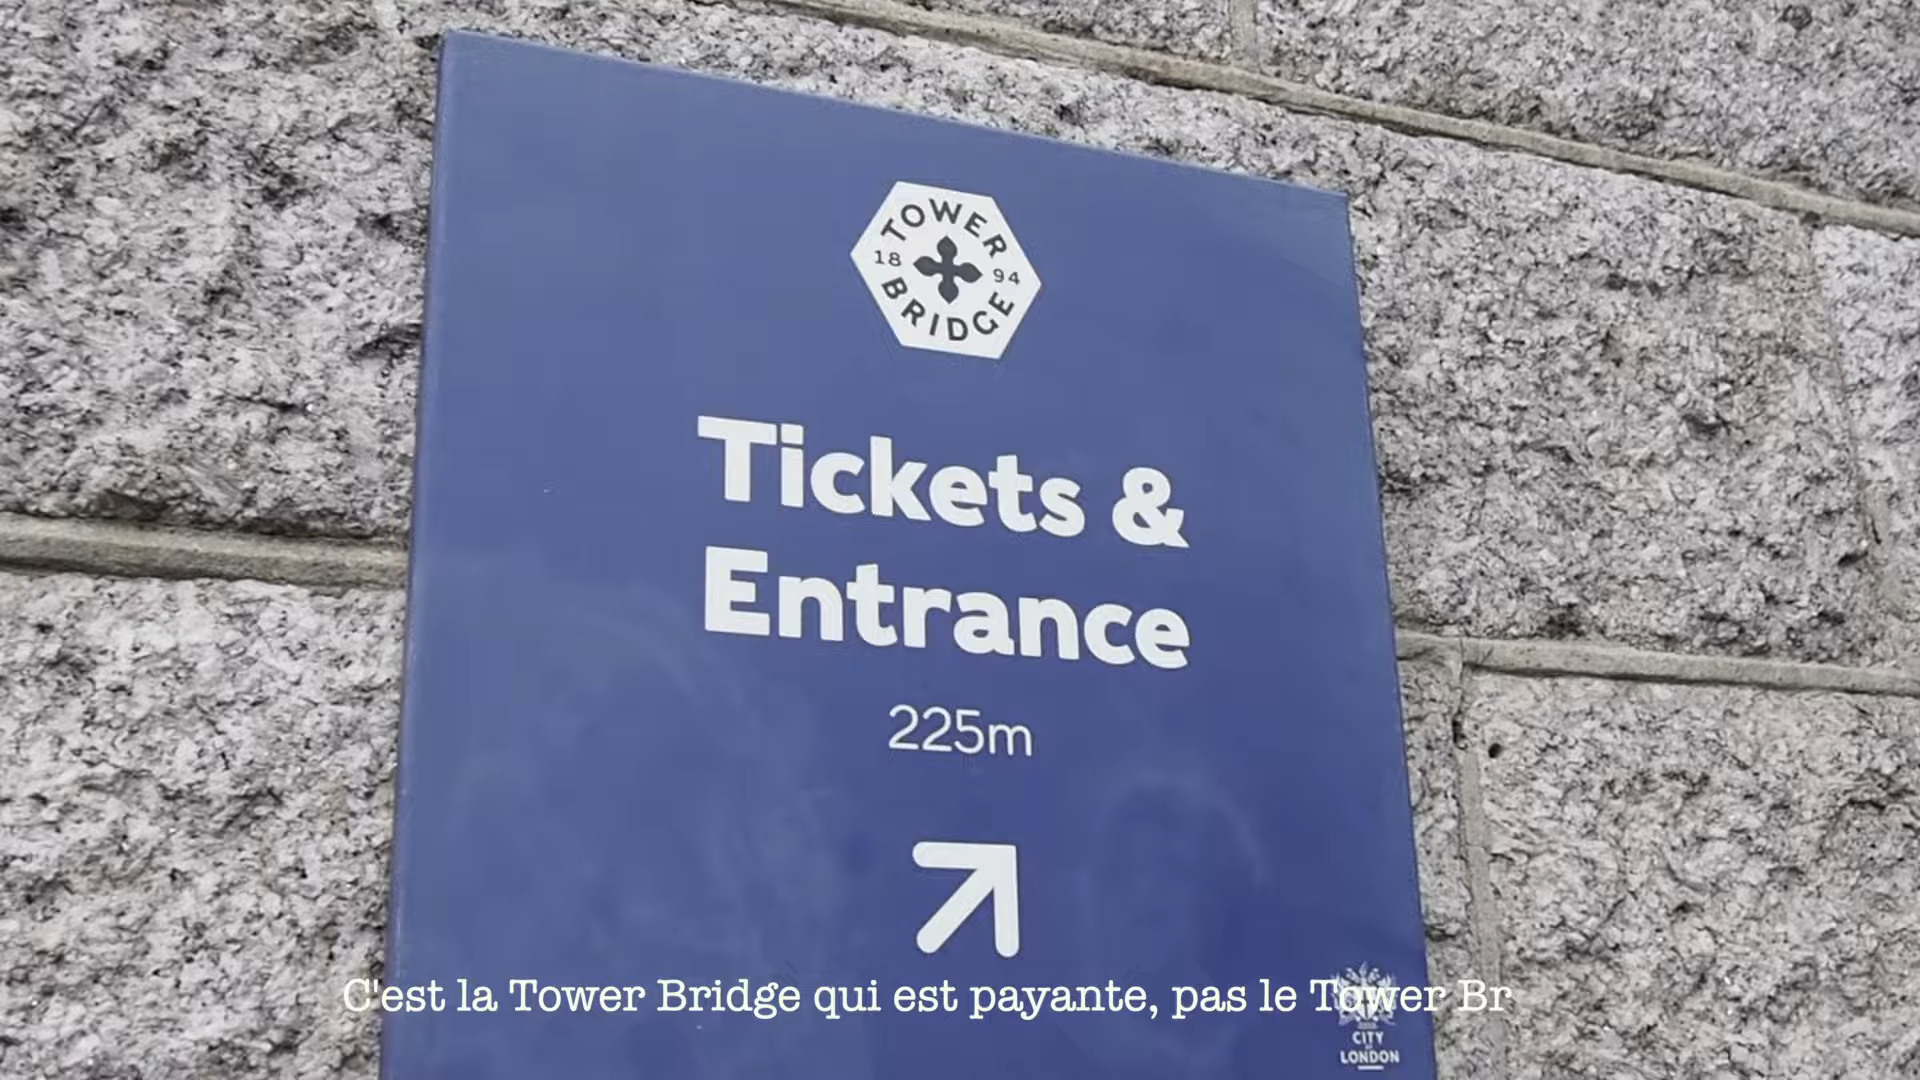 TOWER
18 94
BRIDGE
Tickets &
Entrance
225m
C'est la Tower Bridge qui est payante, pas le Tower Br
CITY
LONDON